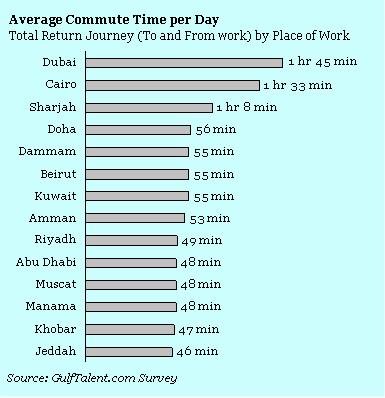 Average Commute Time per Day
Total Return Journey (To and From work) by Place of Work
Dubai 1 hr 45 min
Cairo 1 hr 33 min
Sharjah 1 hr 8 min
Doha 56 min
Dammam 55 min
Beirut 55 min
Kuwait 55 min
Amman 53 min
Riyadh 49 min
Abu Dhabi 48 min
Muscat 48 min
Manama 48 min
Khobar 47 min
Jeddah 46 min
Source: GulfTalent.com Survey